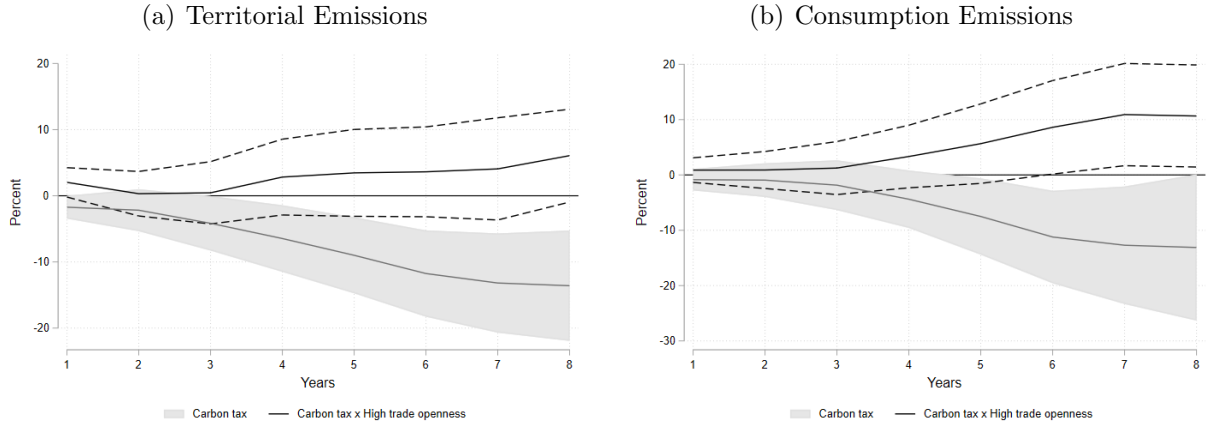 (a) Territorial Emissions
20
10
0
-10
-20
Percent
1 2 3 4 5 6 7 8
Years
Carbon tax
Carbon tax x High trade openness
(b) Consumption Emissions
20
10
0
-10
-20
-30
Percent
1 2 3 4 5 6 7 8
Years
Carbon tax
Carbon tax x High trade openness